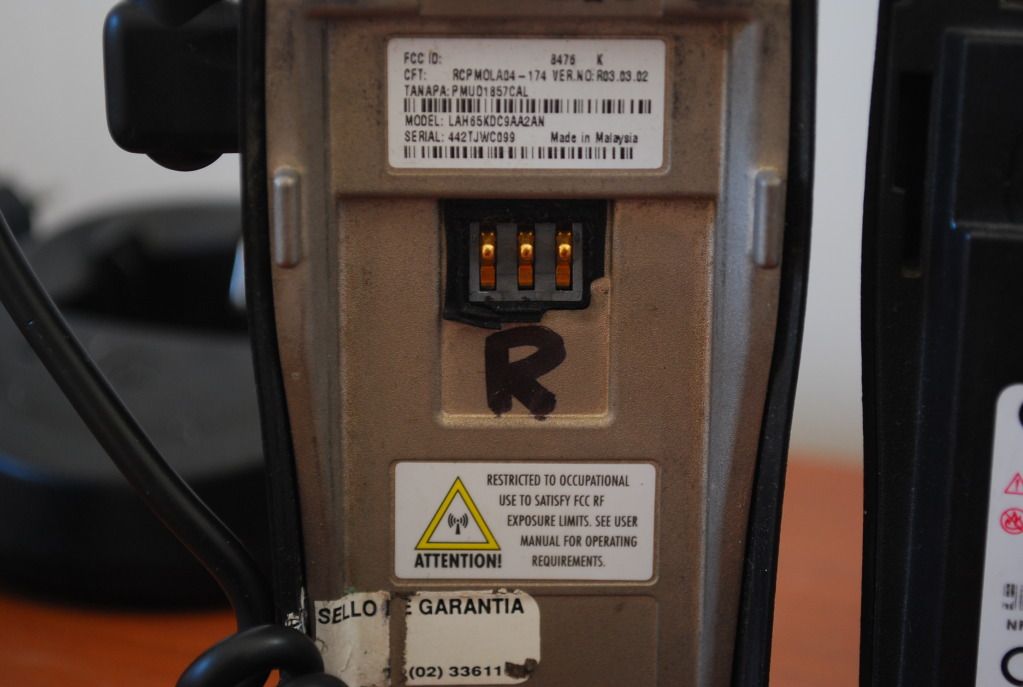 FCC ID: 8476 K
CFT: RCPMOLA04-174 VER.NO:R03.03.02
TANAPA: PMUD1857CAL
MODEL: LAH65KDC9AA2AN
SERIAL: 442TJWC099 Made in Malaysia
R
RESTRICTED TO OCCUPATIONAL
USE TO SATISFY FCC RF
EXPOSURE LIMITS. SEE USER
MANUAL FOR OPERATING
REQUIREMENTS.
ATTENTION!
SELLO E GARANTIA
(02) 33611